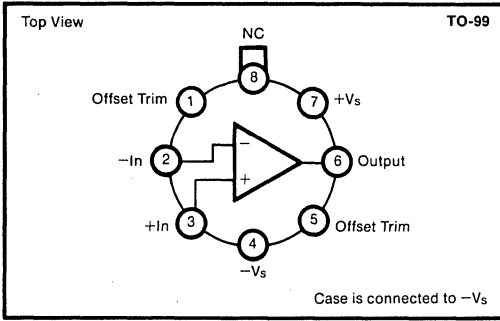 Top View
TO-99
NC
8
Offset Trim 1
7 +Vs
−In 2
−
6 Output
+
+In 3
5 Offset Trim
4
−Vs
Case is connected to −Vs